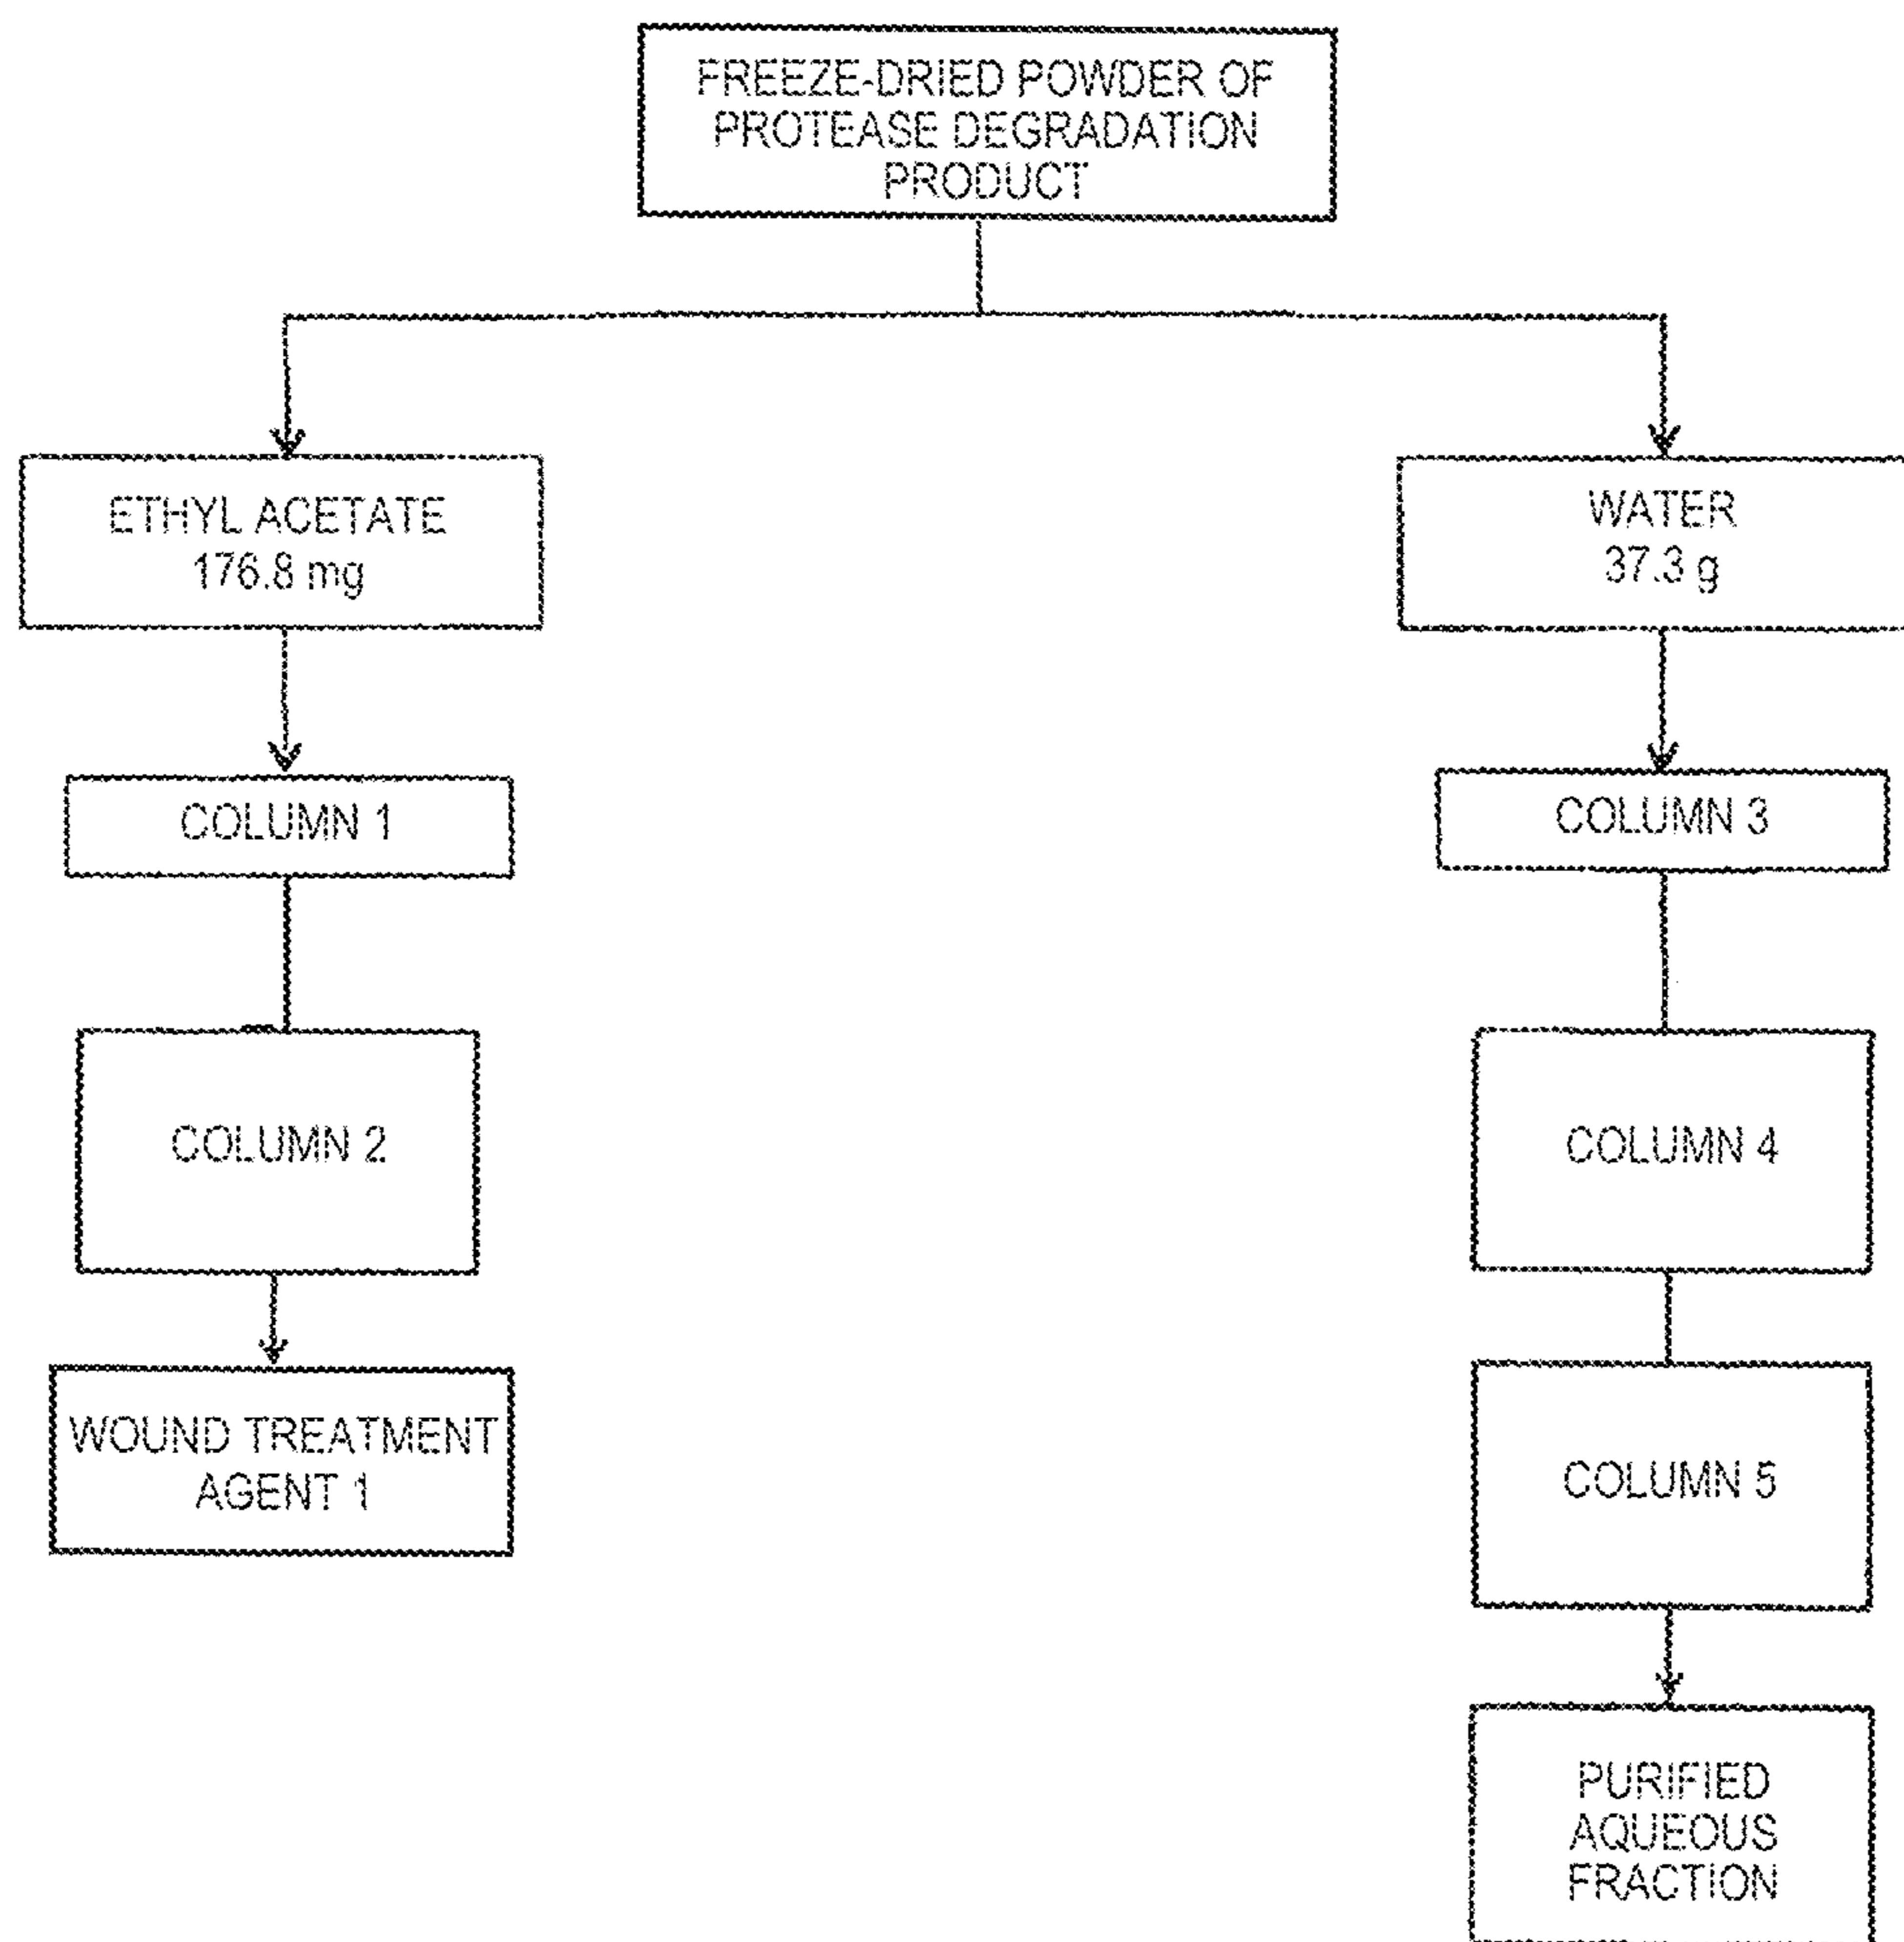 FREEZE-DRIED POWDER OF
PROTEASE DEGRADATION
PRODUCT
ETHYL ACETATE
176.8 mg
WATER
37.3 g
COLUMN 1
COLUMN 3
COLUMN 2
COLUMN 4
WOUND TREATMENT
AGENT 1
COLUMN 5
PURIFIED
AQUEOUS
FRACTION